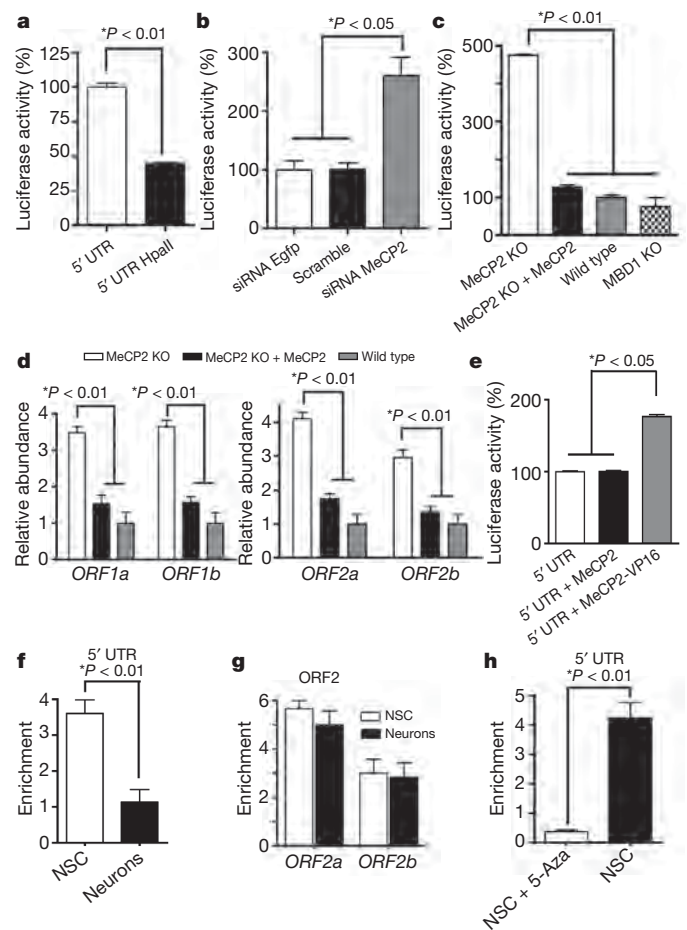 a
*P < 0.01
Luciferase activity (%)
125
100
75
50
25
0
5′ UTR
5′ UTR HpaII
b
*P < 0.05
Luciferase activity (%)
300
200
100
0
siRNA Egfp
Scramble
siRNA MeCP2
c
*P < 0.01
Luciferase activity (%)
500
100
0
MeCP2 KO
MeCP2 KO + MeCP2
Wild type
MBD1 KO
d
MeCP2 KO
MeCP2 KO + MeCP2
Wild type
*P < 0.01
*P < 0.01
Relative abundance
4
3
2
1
0
ORF1a
ORF1b
*P < 0.01
*P < 0.01
Relative abundance
4
3
2
1
0
ORF2a
ORF2b
e
*P < 0.05
Luciferase activity (%)
200
100
0
5′ UTR
5′ UTR + MeCP2
5′ UTR + MeCP2-VP16
f
5′ UTR
*P < 0.01
Enrichment
4
3
2
1
0
NSC
Neurons
g
ORF2
NSC
Neurons
Enrichment
6
4
2
0
ORF2a
ORF2b
h
5′ UTR
*P < 0.01
Enrichment
5
4
3
2
1
0
NSC + 5-Aza
NSC